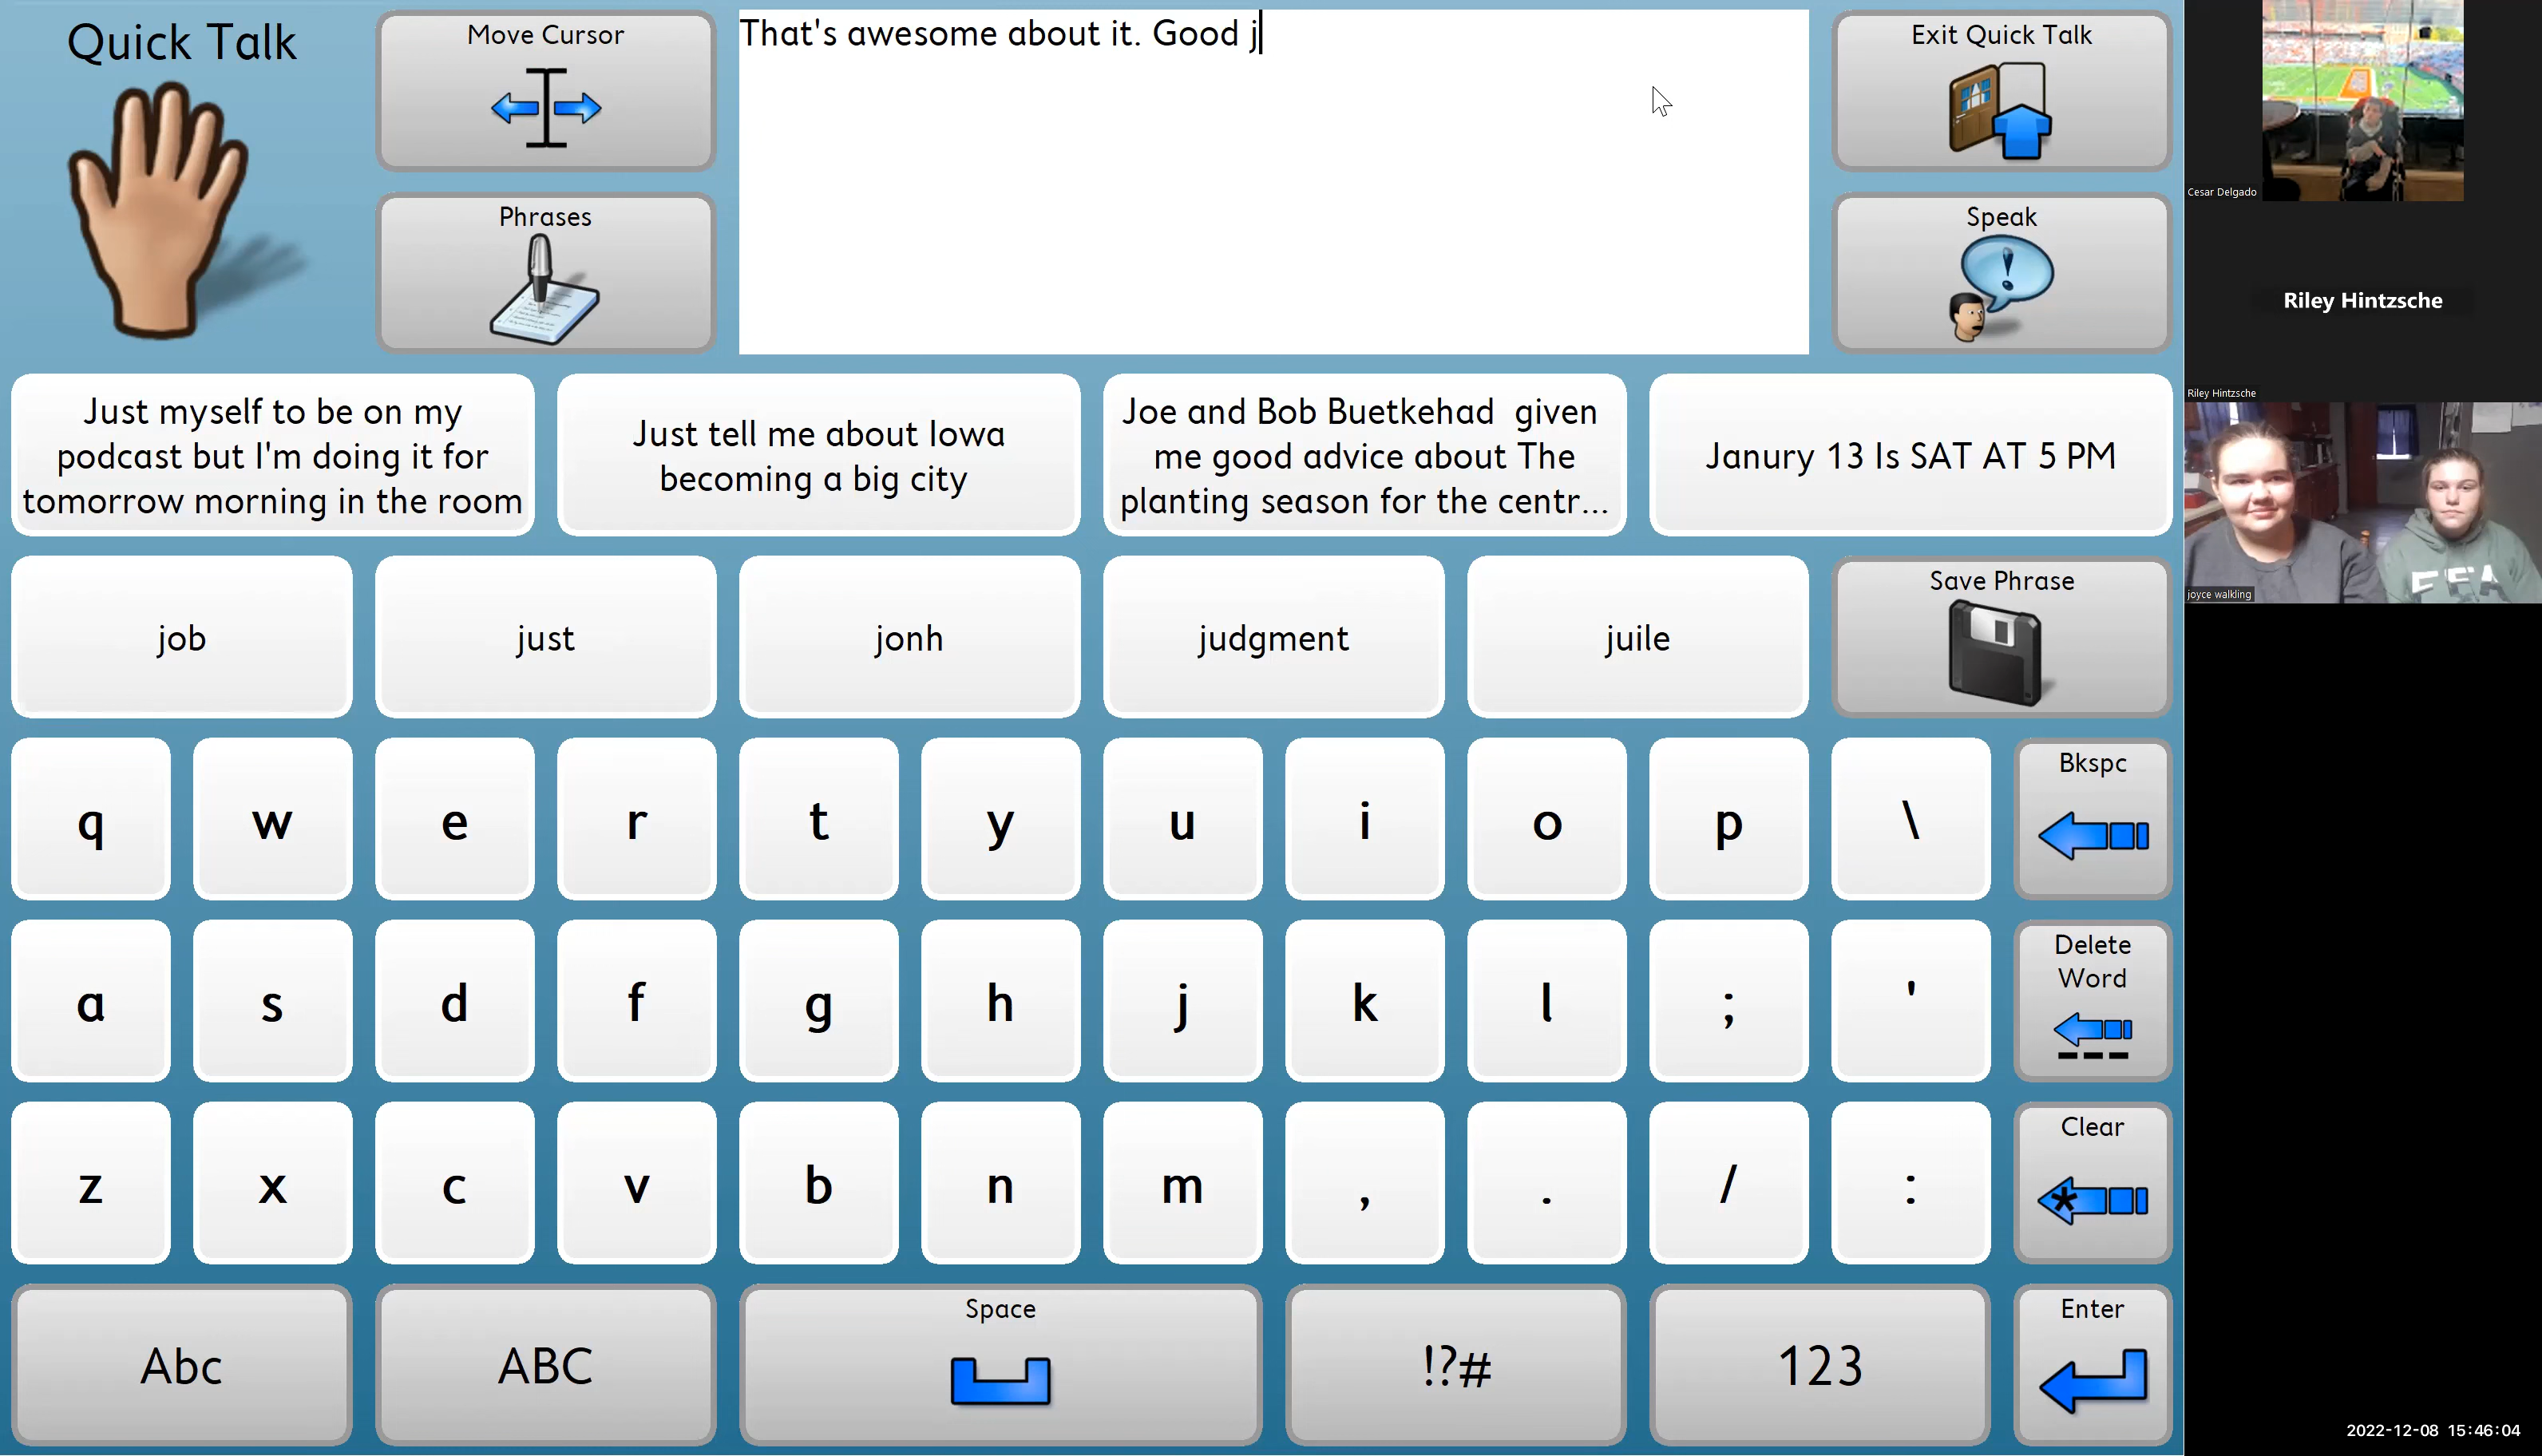 Quick Talk
Move Cursor
That's awesome about it. Good j
Exit Quick Talk
Phrases
Speak
Just myself to be on my
podcast but I'm doing it for
tomorrow morning in the room
Just tell me about Iowa
becoming a big city
Joe and Bob Buetkehad  given
me good advice about The
planting season for the centr...
Janury 13 Is SAT AT 5 PM
job
just
jonh
judgment
juile
Save Phrase
q w e r t y u i o p \
Bkspc
a s d f g h j k l ; '
Delete
Word
z x c v b n m , . / :
Clear
Abc
ABC
Space
!?#
123
Enter
Cesar Delgado
Riley Hintzsche
Riley Hintzsche
FFA
joyce walkling
2022-12-08 15:46:04